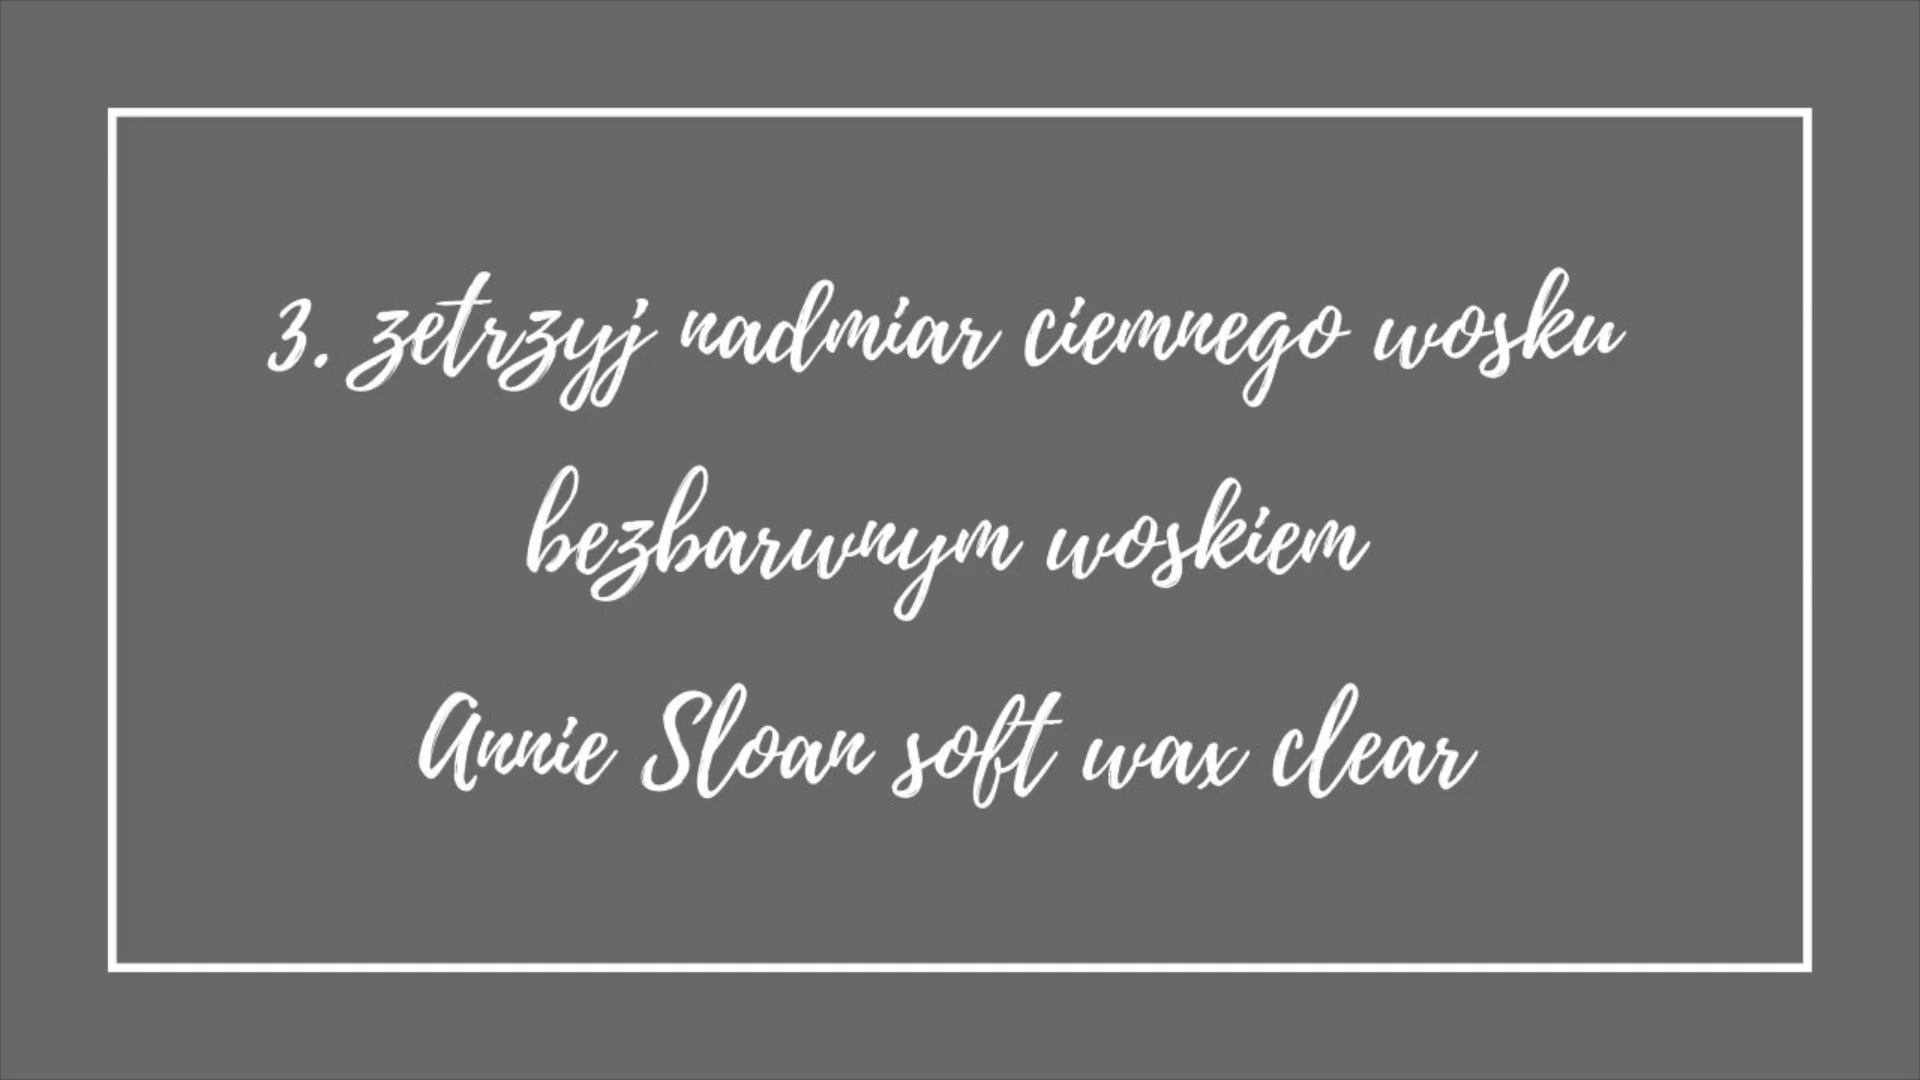 3. zetrzyj nadmiar ciemnego wosku
bezbarwnym woskiem
Annie Sloan soft wax clear